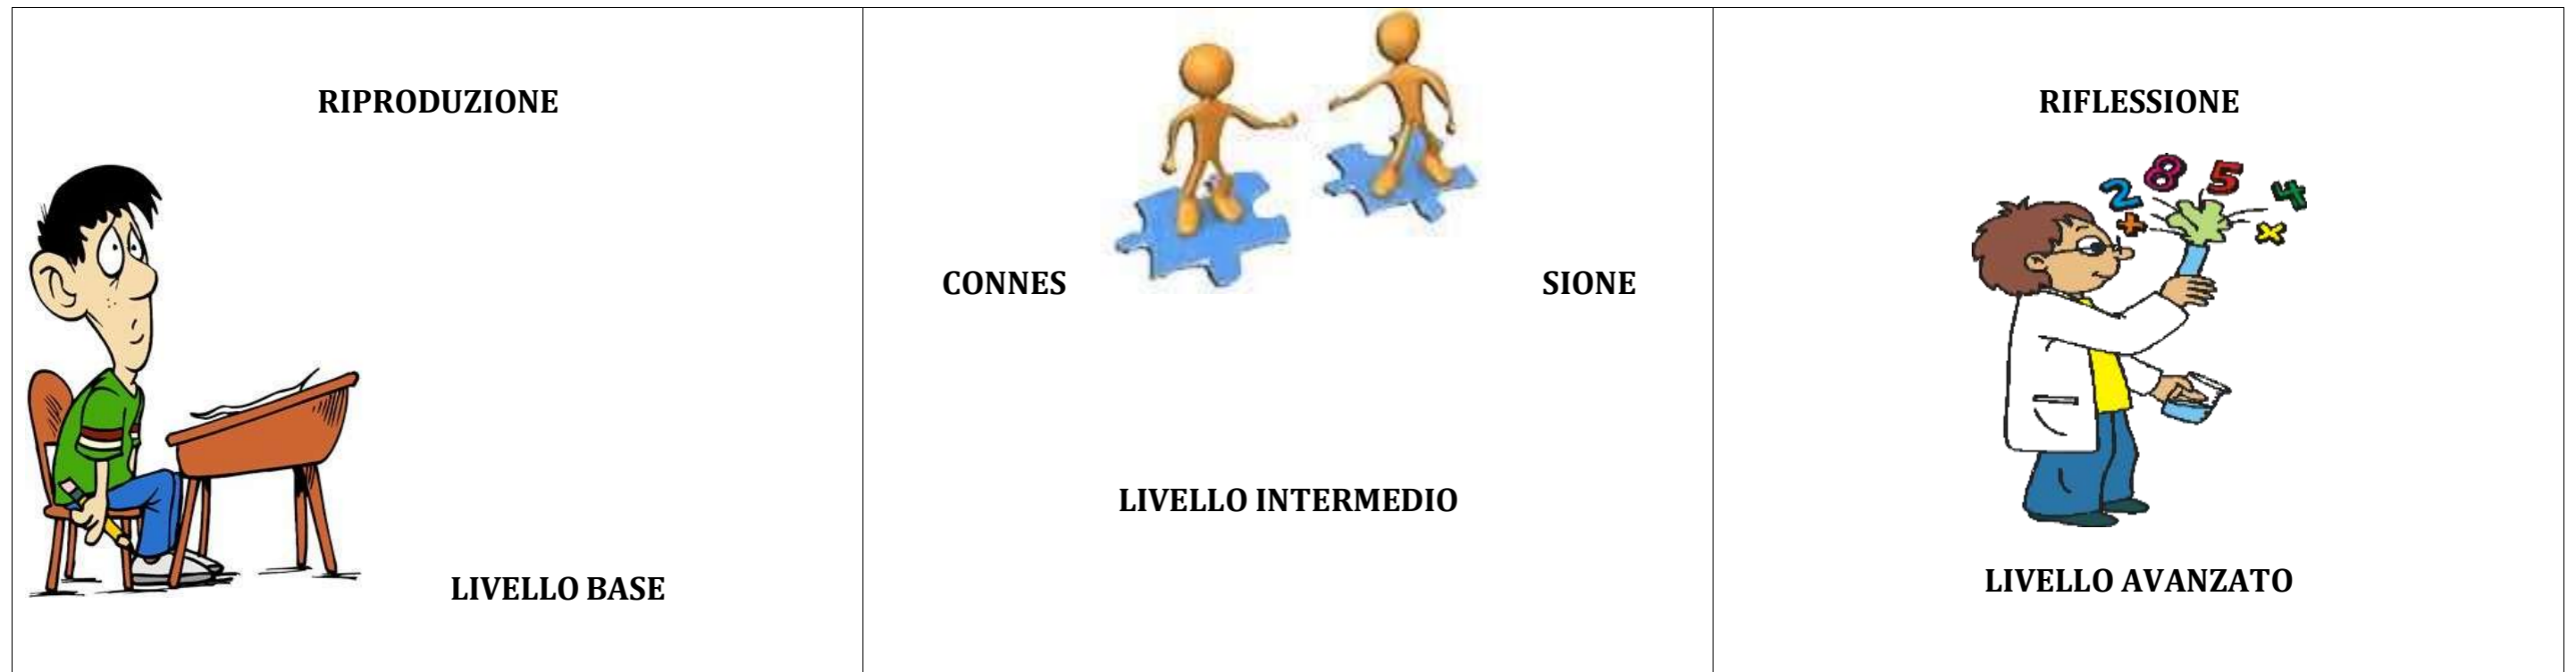 RIPRODUZIONE
LIVELLO BASE
CONNES SIONE
LIVELLO INTERMEDIO
RIFLESSIONE
2 8 5 4
+ x
LIVELLO AVANZATO